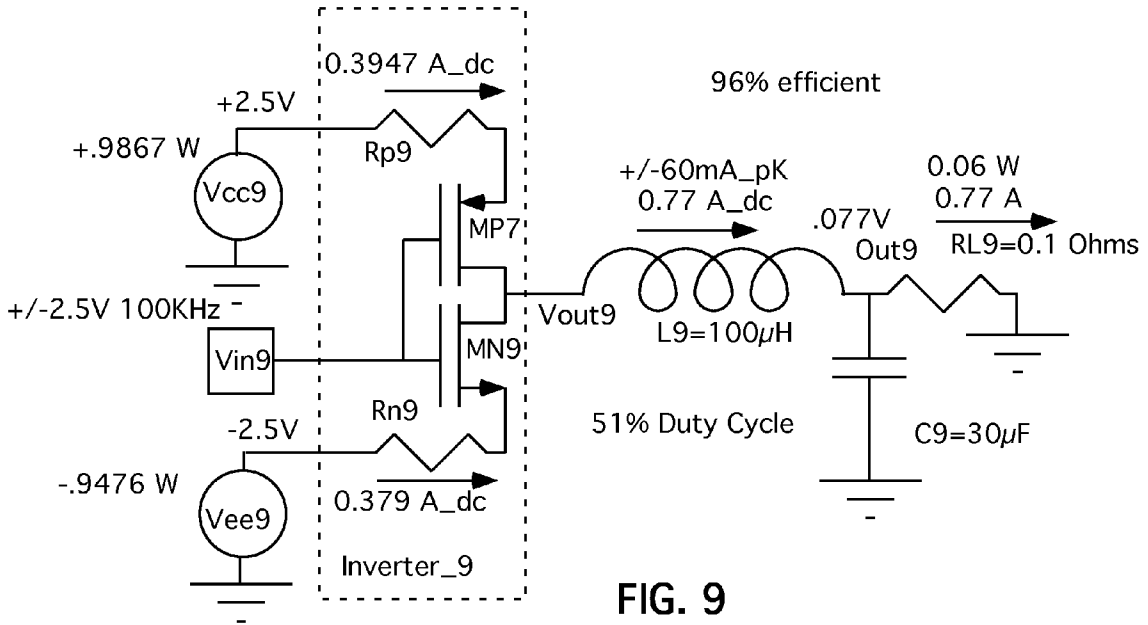 0.3947 A_dc
96% efficient
+2.5V
+.9867 W
Rp9
Vcc9
+/-60mA_pK
0.77 A_dc
0.06 W
0.77 A
MP7
.077V
Out9
RL9=0.1 Ohms
+/-2.5V 100KHz
Vout9
L9=100µH
Vin9
MN9
Rn9
51% Duty Cycle
C9=30µF
-2.5V
-.9476 W
0.379 A_dc
Vee9
Inverter_9
FIG. 9